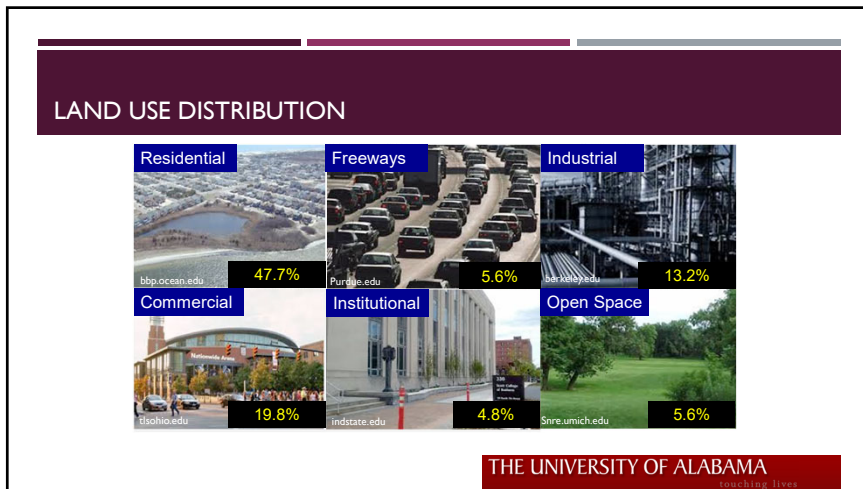 LAND USE DISTRIBUTION
Residential
Freeways
Industrial
bbp.ocean.edu
47.7%
Purdue.edu
5.6%
berkeley.edu
13.2%
Commercial
Institutional
Open Space
Nationwide Arena
tlsohio.edu
19.8%
indstate.edu
4.8%
Snre.umich.edu
5.6%
THE UNIVERSITY OF ALABAMA
touching lives